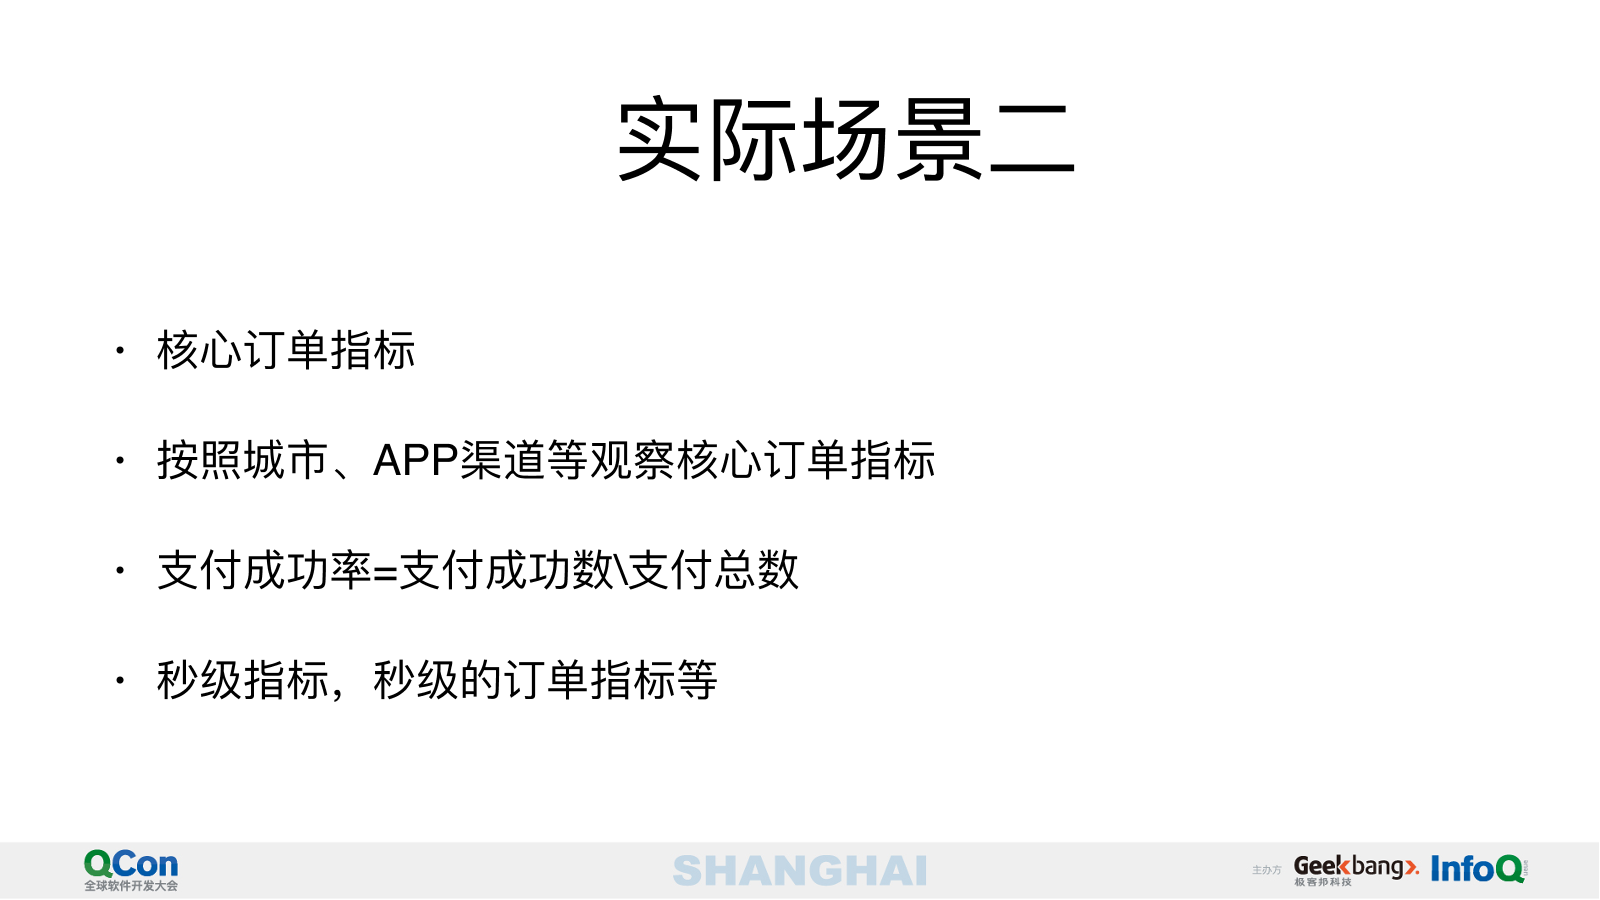 实际场景二
• 核心订单指标
• 按照城市、APP渠道等观察核心订单指标
• 支付成功率=支付成功数\支付总数
• 秒级指标，秒级的订单指标等
QCon
全球软件开发大会
SHANGHAI
主办方
Geekbang>.
极客邦科技
InfoQ